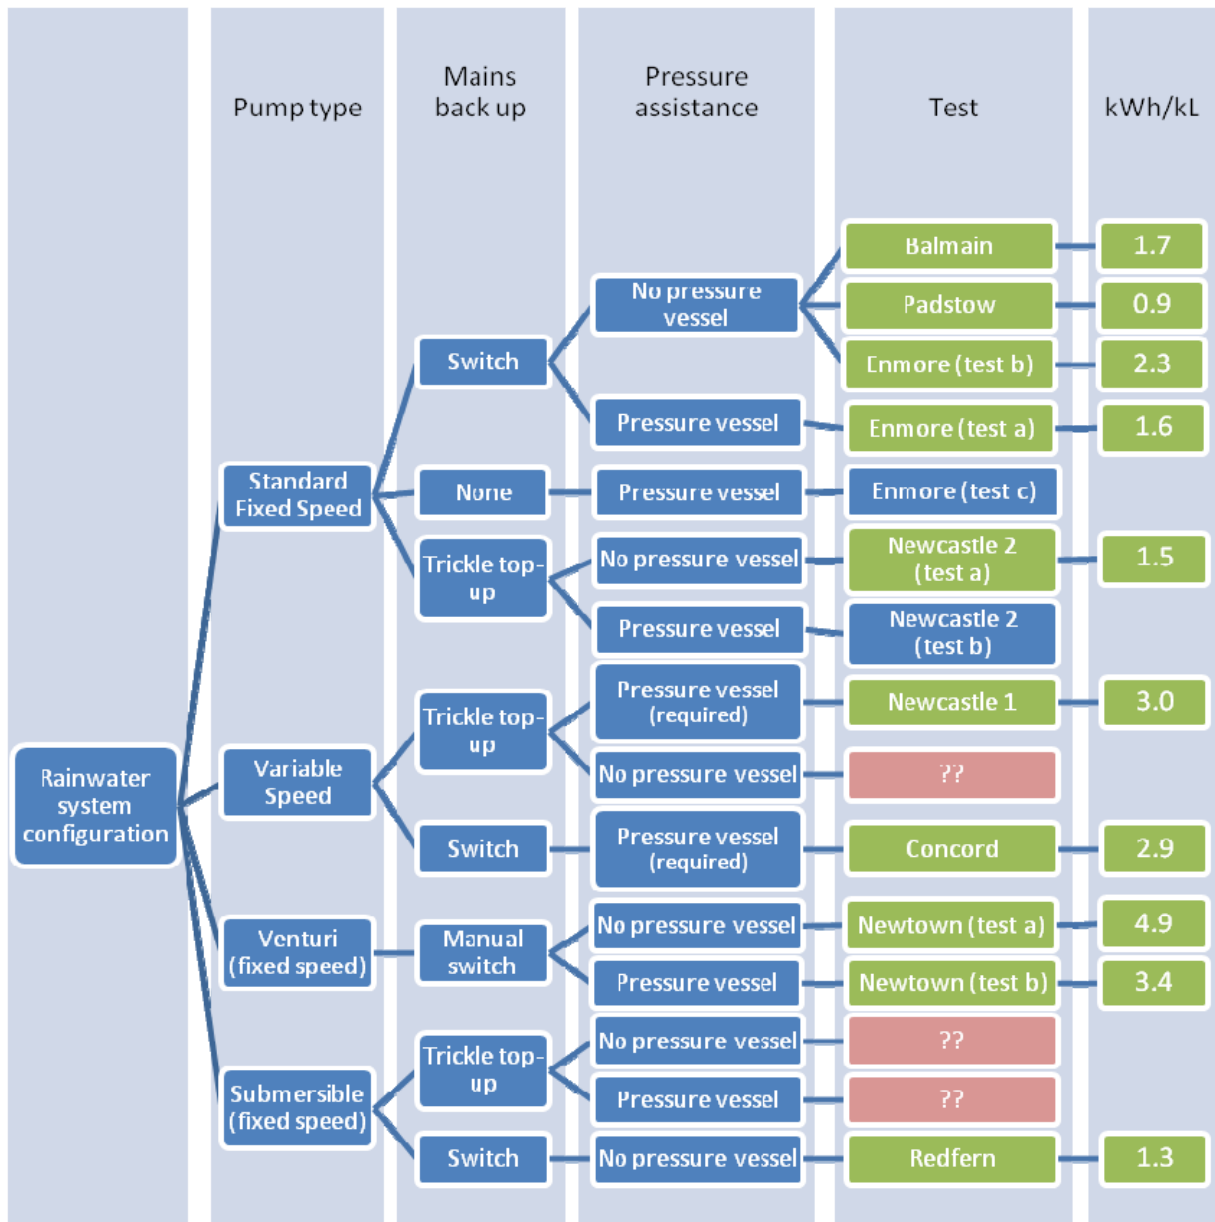 Pump type
Mains
back up
Pressure
assistance
Test
kWh/kL
Balmain
1.7
No pressure
vessel
Padstow
0.9
Switch
Enmore (test b)
2.3
Pressure vessel
Enmore (test a)
1.6
Standard
Fixed Speed
None
Pressure vessel
Enmore (test c)
Trickle top-
up
No pressure vessel
Newcastle 2
(test a)
1.5
Pressure vessel
Newcastle 2
(test b)
Trickle top-
up
Pressure vessel
(required)
Newcastle 1
3.0
Rainwater
system
configuration
Variable
Speed
No pressure vessel
??
Switch
Pressure vessel
(required)
Concord
2.9
Venturi
(fixed speed)
Manual
switch
No pressure vessel
Newtown (test a)
4.9
Pressure vessel
Newtown (test b)
3.4
Trickle top-
up
No pressure vessel
??
Submersible
(fixed speed)
Pressure vessel
??
Switch
No pressure vessel
Redfern
1.3